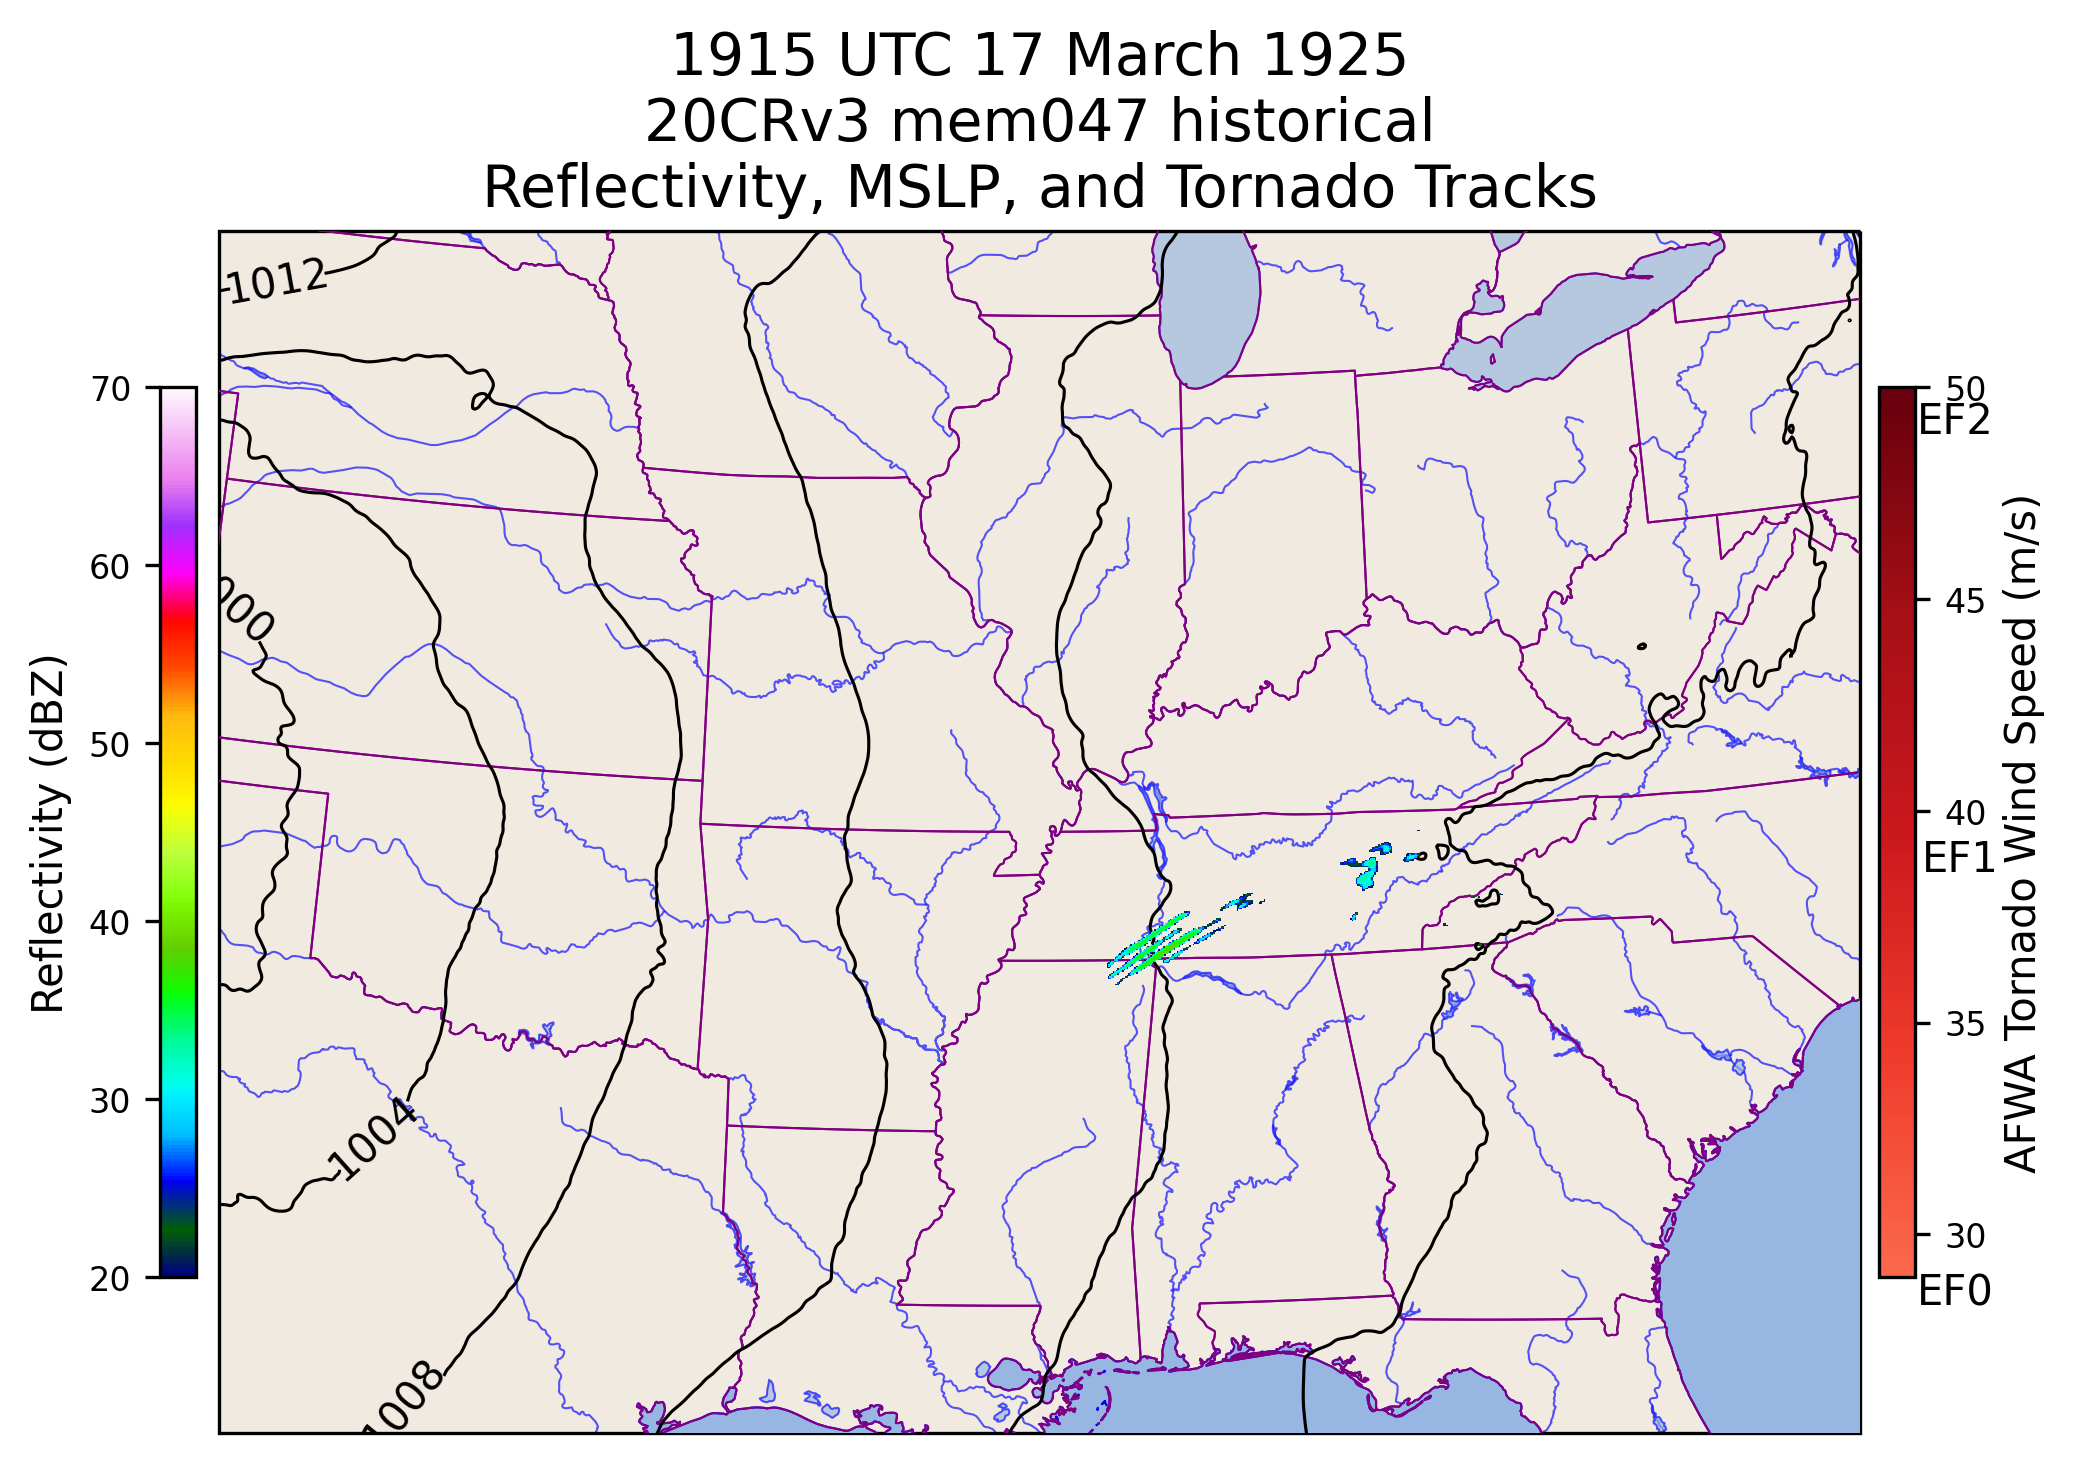 1915 UTC 17 March 1925
20CRv3 mem047 historical
Reflectivity, MSLP, and Tornado Tracks
1012
000
1004
1008
Reflectivity (dBZ)
70
60
50
40
30
20
50
EF2
45
40
EF1
35
30
EF0
AFWA Tornado Wind Speed (m/s)